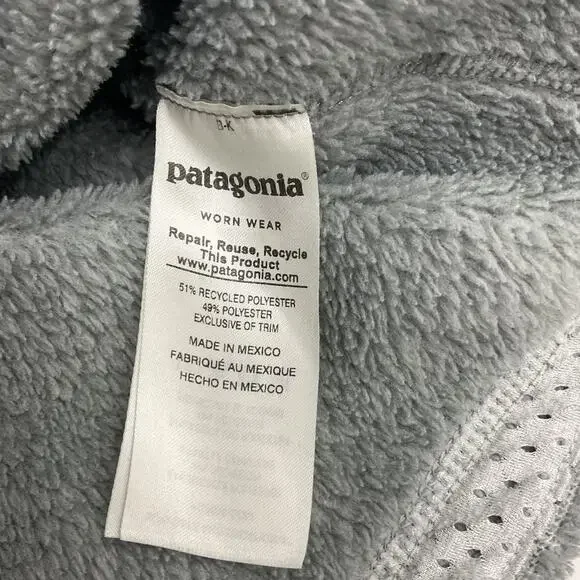 B-K
patagonia®
WORN WEAR
Repair, Reuse, Recycle
This Product
www.patagonia.com
51% RECYCLED POLYESTER
49% POLYESTER
EXCLUSIVE OF TRIM
MADE IN MEXICO
FABRIQUÉ AU MEXIQUE
HECHO EN MEXICO